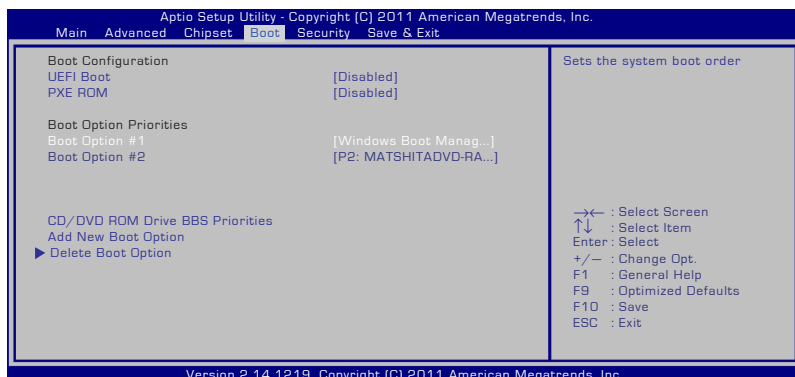 Aptio Setup Utility - Copyright (C) 2011 American Megatrends, Inc.
Main Advanced Chipset Boot Security Save & Exit
Boot Configuration
UEFI Boot [Disabled]
PXE ROM [Disabled]
Boot Option Priorities
Boot Option #1 [Windows Boot Manag...]
Boot Option #2 [P2: MATSHITADVD-RA...]
CD/DVD ROM Drive BBS Priorities
Add New Boot Option
Delete Boot Option
Sets the system boot order
→← : Select Screen
↑↓ : Select Item
Enter : Select
+/— : Change Opt.
F1 : General Help
F9 : Optimized Defaults
F10 : Save
ESC : Exit
Version 2.14.1219. Copyright (C) 2011 American Megatrends, Inc.